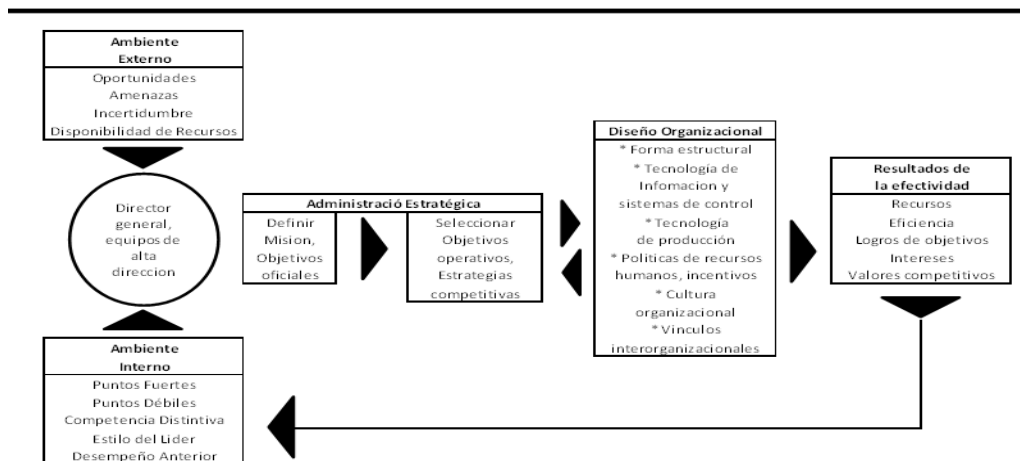 Ambiente
Externo
Oportunidades
Amenazas
Incertidumbre
Disponibilidad de Recursos
Director
general,
equipos de
alta
direccion
Ambiente
Interno
Puntos Fuertes
Puntos Débiles
Competencia Distintiva
Estilo del Lider
Desempeño Anterior
Administració Estratégica
Definir
Mision,
Objetivos
oficiales
Seleccionar
Objetivos
operativos,
Estrategias
competitivas
Diseño Organizacional
* Forma estructural
* Tecnología de
Infomacion y
sistemas de control
* Tecnología
de producción
* Politicas de recursos
humanos, incentivos
* Cultura
organizacional
* Vinculos
interorganizacionales
Resultados de
la efectividad
Recursos
Eficiencia
Logros de objetivos
Intereses
Valores competitivos